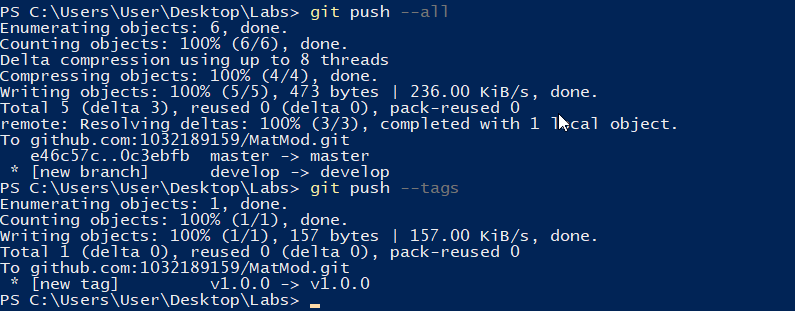 PS C:\Users\User\Desktop\Labs> git push --all
Enumerating objects: 6, done.
Counting objects: 100% (6/6), done.
Delta compression using up to 8 threads
Compressing objects: 100% (4/4), done.
Writing objects: 100% (5/5), 473 bytes | 236.00 KiB/s, done.
Total 5 (delta 3), reused 0 (delta 0), pack-reused 0
remote: Resolving deltas: 100% (3/3), completed with 1 local object.
To github.com:1032189159/MatMod.git
   e46c57c..0c3ebfb  master -> master
 * [new branch]      develop -> develop
PS C:\Users\User\Desktop\Labs> git push --tags
Enumerating objects: 1, done.
Counting objects: 100% (1/1), done.
Writing objects: 100% (1/1), 157 bytes | 157.00 KiB/s, done.
Total 1 (delta 0), reused 0 (delta 0), pack-reused 0
To github.com:1032189159/MatMod.git
 * [new tag]         v1.0.0 -> v1.0.0
PS C:\Users\User\Desktop\Labs>